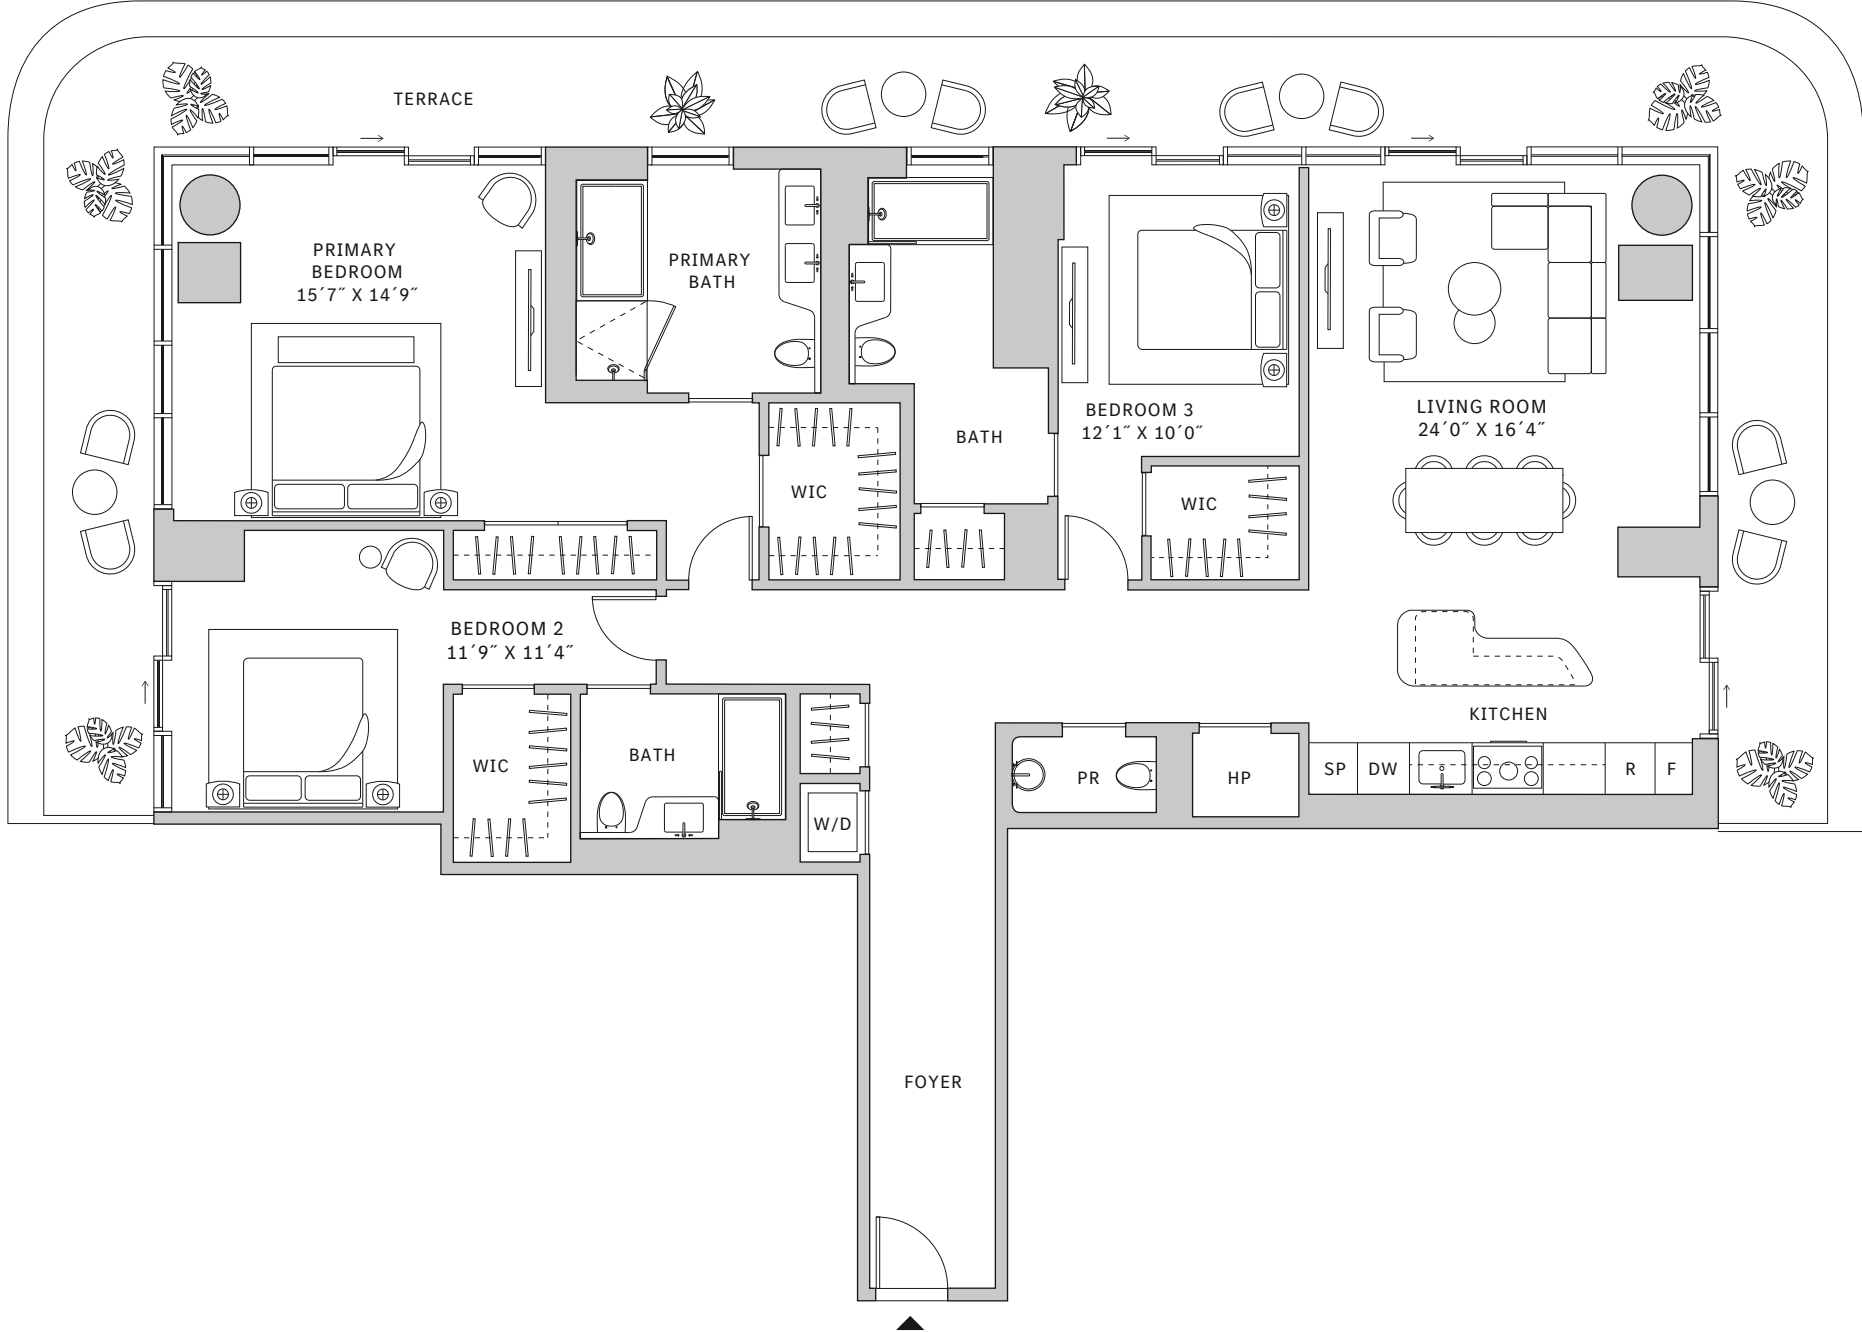 TERRACE
PRIMARY
BEDROOM
15´7˝ X 14´9˝
PRIMARY
BATH
BEDROOM 3
12´1˝ X 10´0˝
LIVING ROOM
24´0˝ X 16´4˝
BATH
WIC
WIC
BEDROOM 2
11´9˝ X 11´4˝
KITCHEN
WIC
BATH
W/D
PR
HP
SP
DW
R
F
FOYER